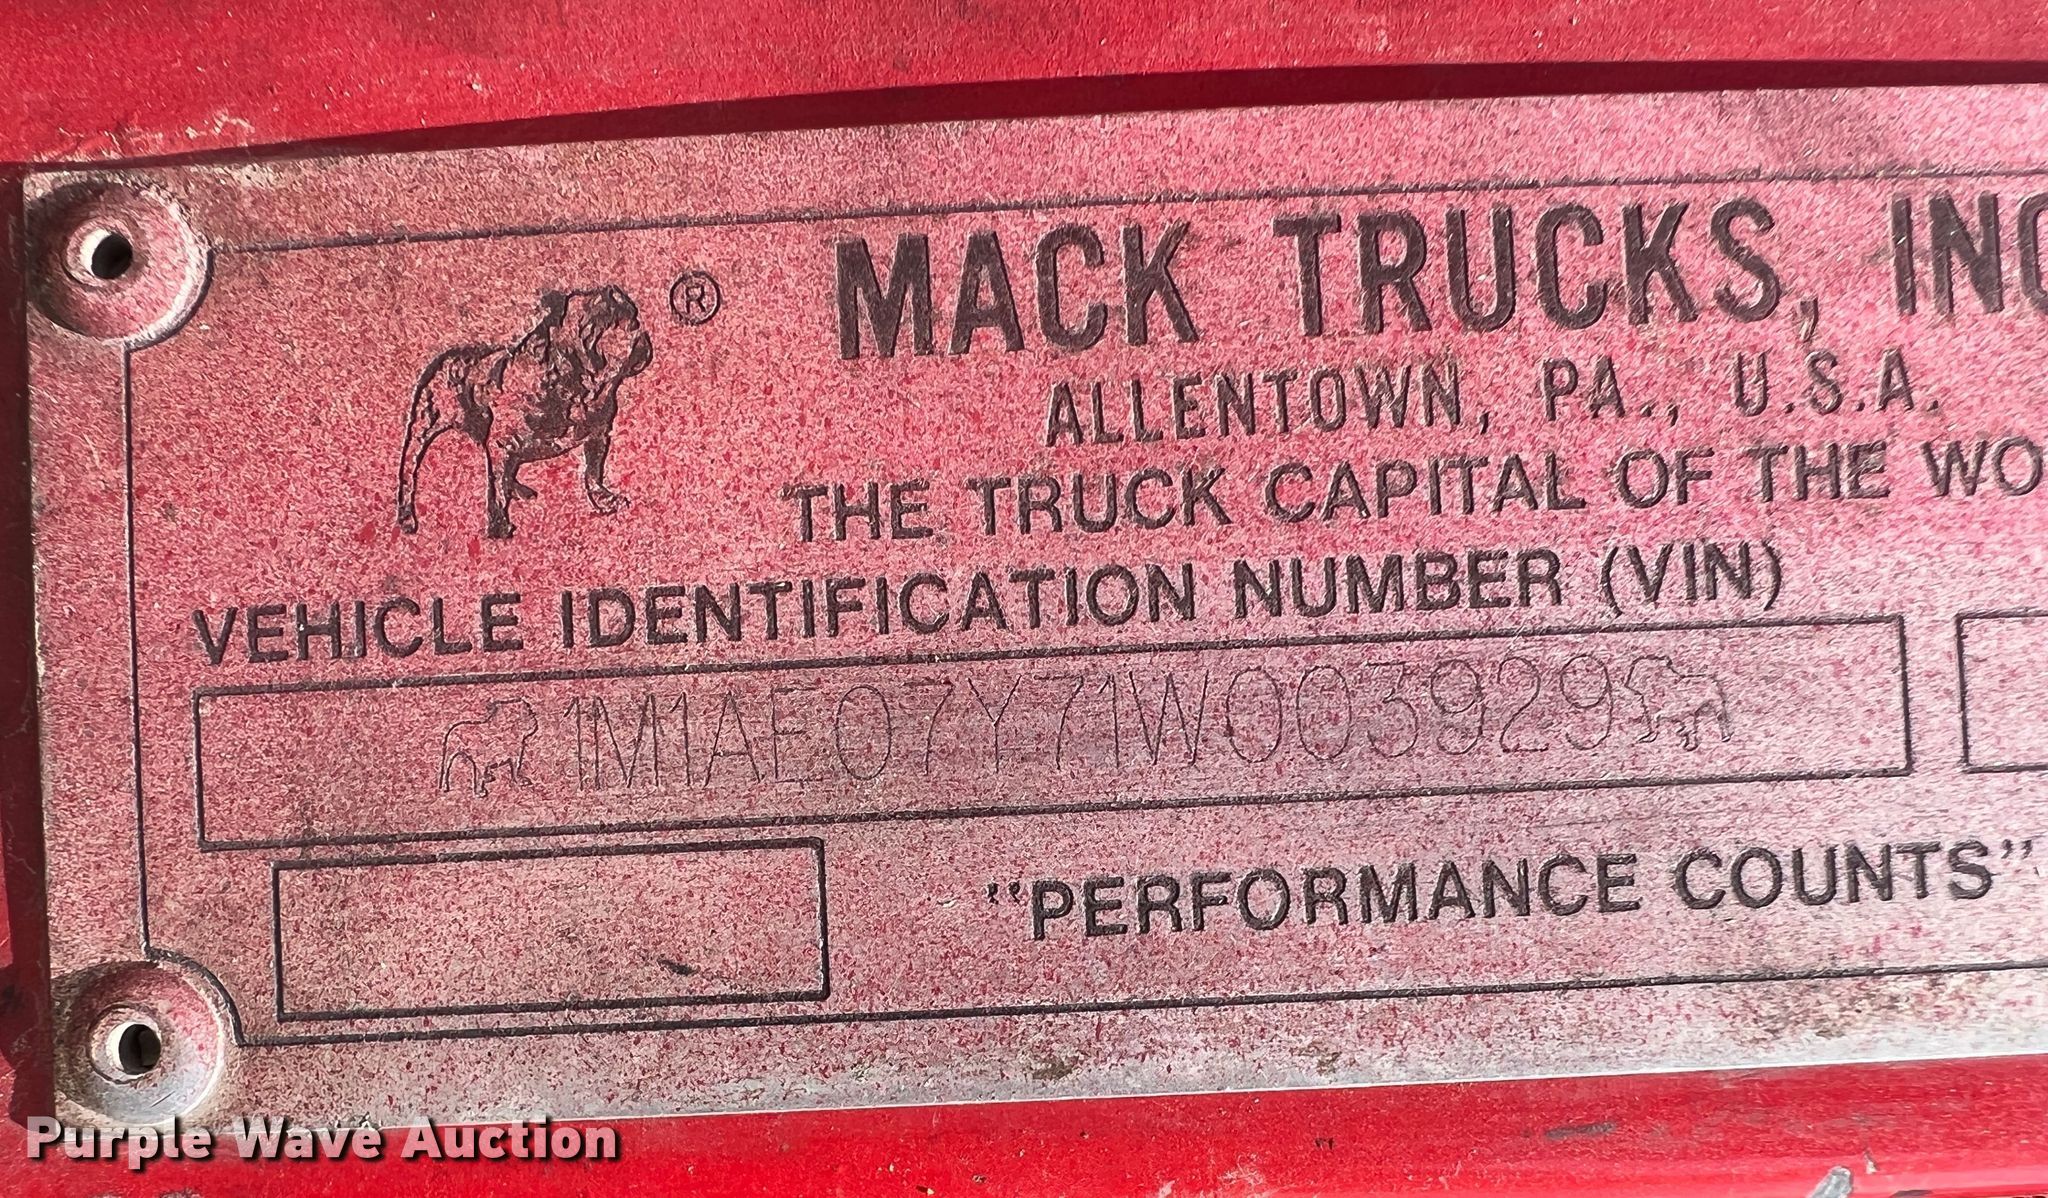 ® MACK TRUCKS, INC
ALLENTOWN, PA., U.S.A.
THE TRUCK CAPITAL OF THE WO
VEHICLE IDENTIFICATION NUMBER (VIN)
1M1AE07Y71W003929
"PERFORMANCE COUNTS"
Purple Wave Auction